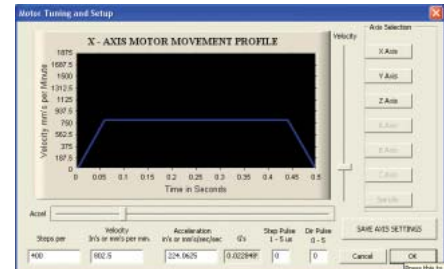 Motor Tuning and Setup
X - AXIS MOTOR MOVEMENT PROFILE
Velocity
Axis Selection
Velocity mm's per Minute
1875
1687.5
1500
1312.5
1125
937.5
750
562.5
375
187.5
0
0 0.05 0.1 0.15 0.2 0.25 0.3 0.35 0.4 0.45 0.5
Time in Seconds
X Axis
Y Axis
Z Axis
A Axis
B Axis
C Axis
Spindle
Accel
Steps per
Velocity
In's or mm's per min.
Acceleration
in's or mm's/sec/sec
G's
Step Pulse
1 - 5 us
Dir Pulse
0 - 5
SAVE AXIS SETTINGS
400
802.5
224.0625
0.022848
0
0
Cancel
OK